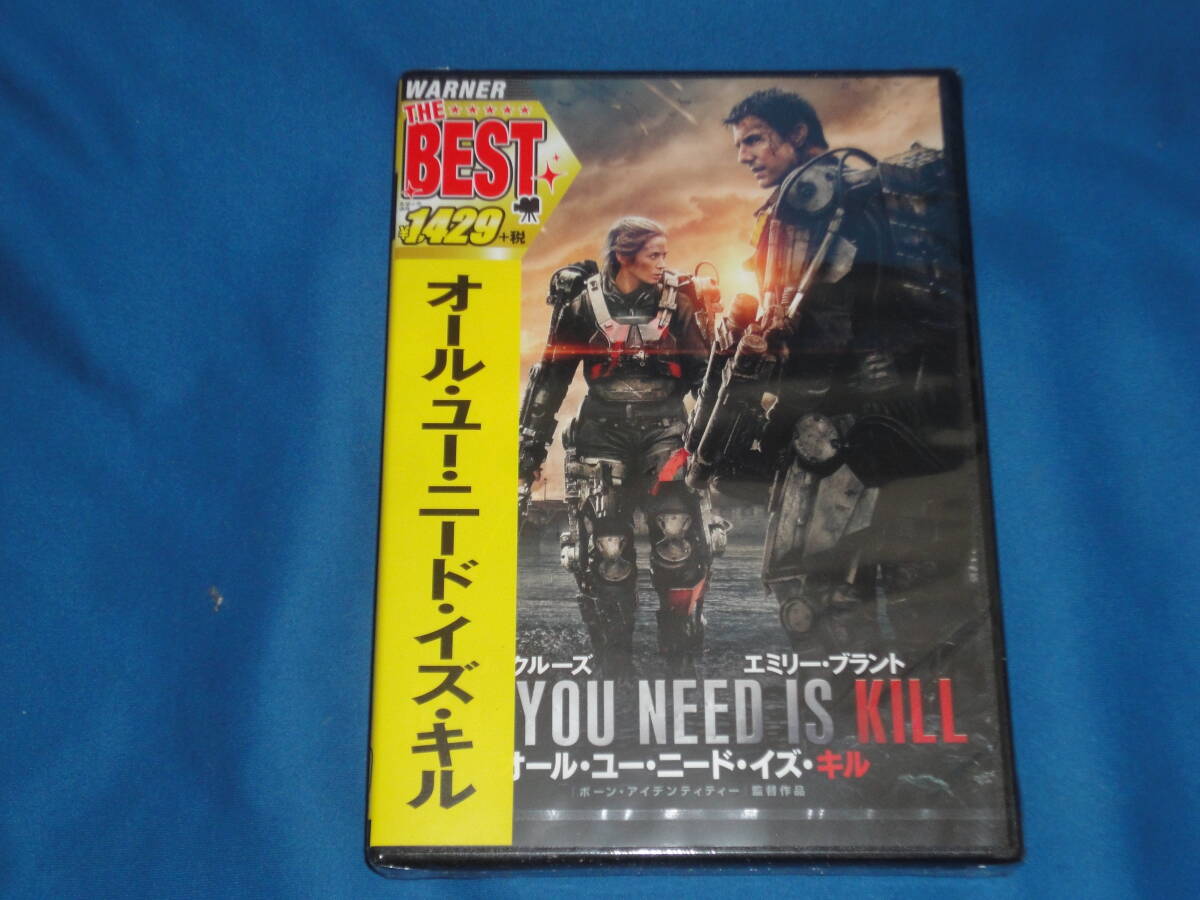 WARNER
THE
BEST
¥1,429+税
オール・ユー・ニード・イズ・キル
クルーズ
エミリー・ブラント
YOU NEED IS KILL
オール・ユー・ニード・イズ・キル
「ボーン・アイデンティティー」監督作品